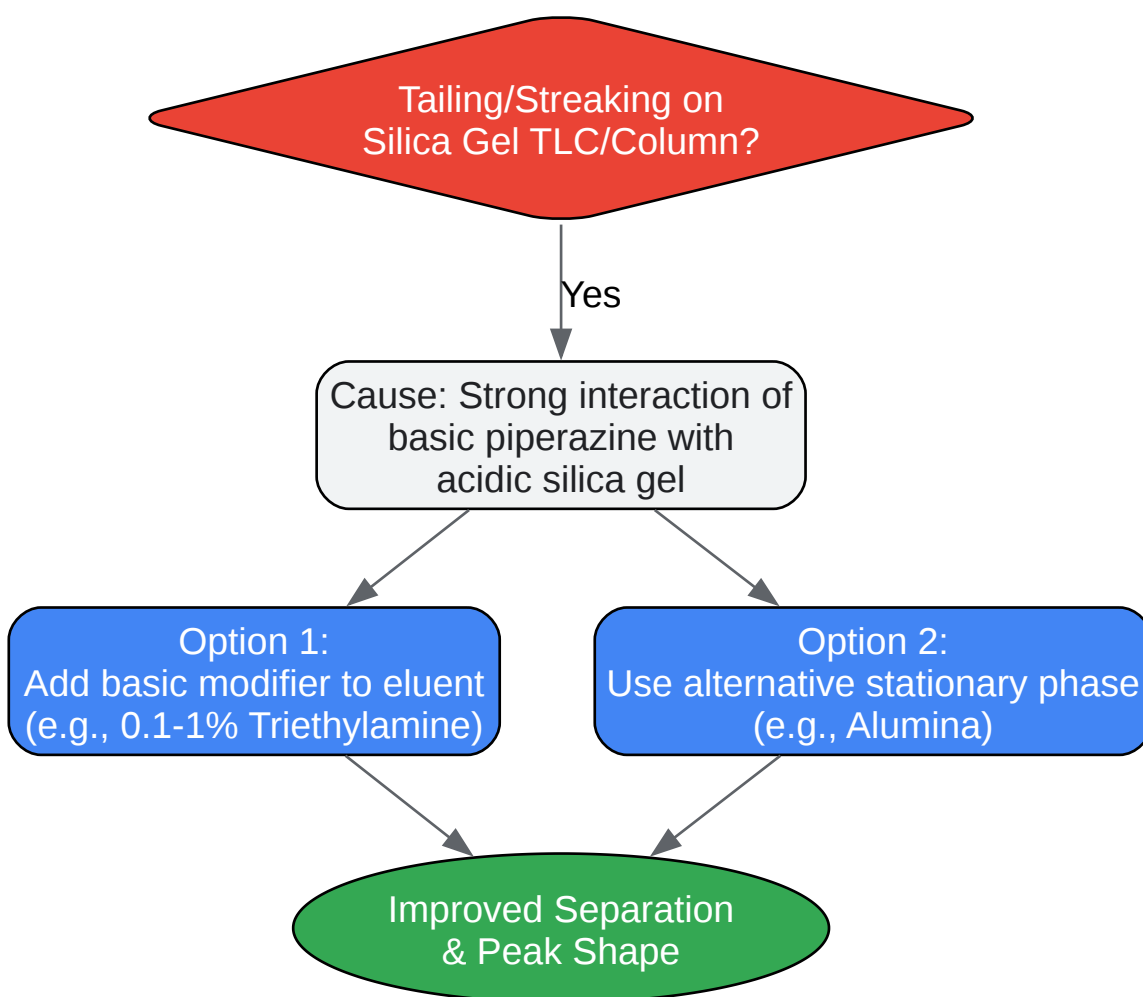 Tailing/Streaking on
Silica Gel TLC/Column?
Yes
Cause: Strong interaction of
basic piperazine with
acidic silica gel
Option 1:
Add basic modifier to eluent
(e.g., 0.1-1% Triethylamine)
Option 2:
Use alternative stationary phase
(e.g., Alumina)
Improved Separation
& Peak Shape